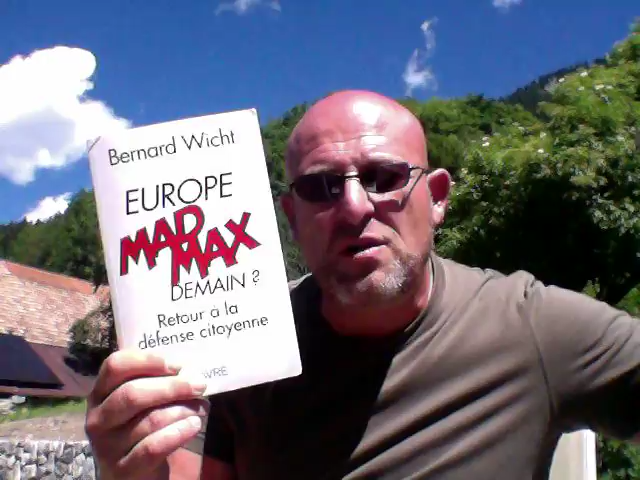 Bernard Wicht
EUROPE
MAD
MAX
DEMAIN ?
Retour à la
défense citoyenne